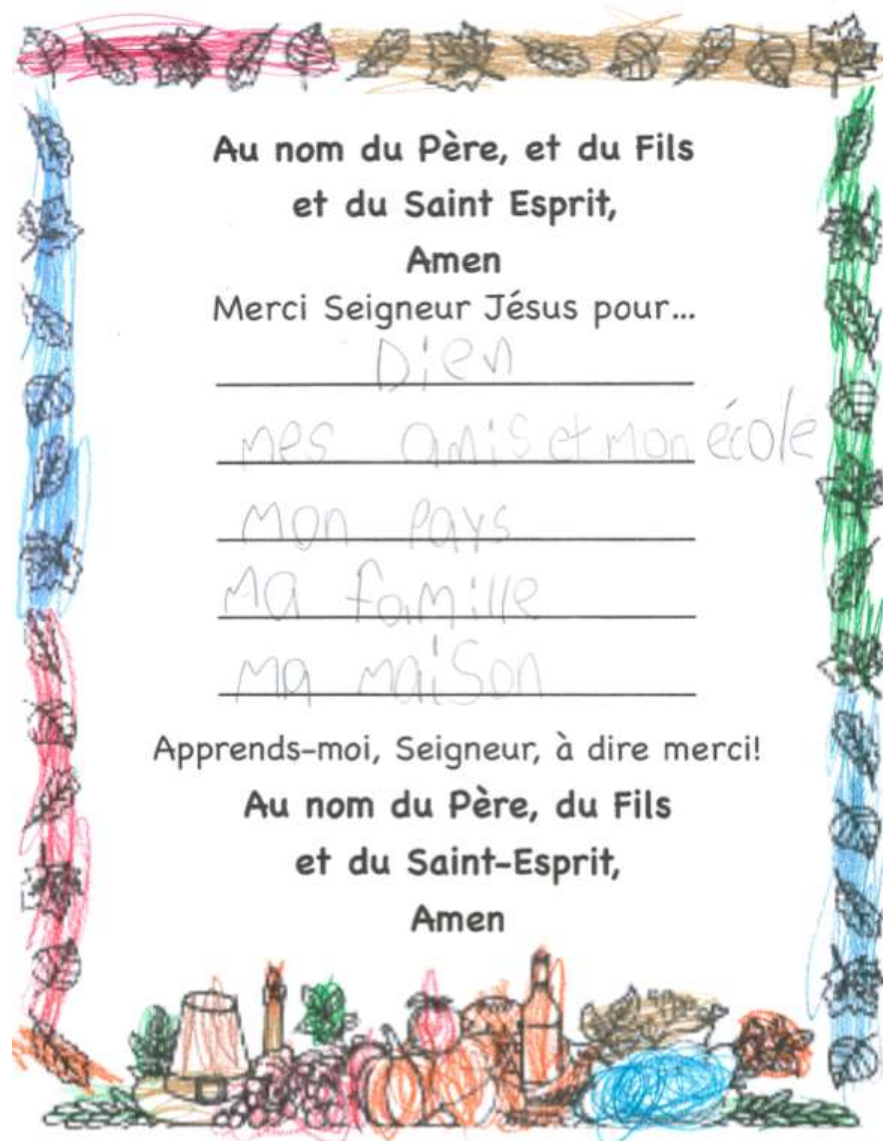 Au nom du Père, et du Fils
et du Saint Esprit,
Amen
Merci Seigneur Jésus pour...
Dien
mes amis et mon école
mon pays
ma famille
ma maison
Apprends-moi, Seigneur, à dire merci!
Au nom du Père, du Fils
et du Saint-Esprit,
Amen